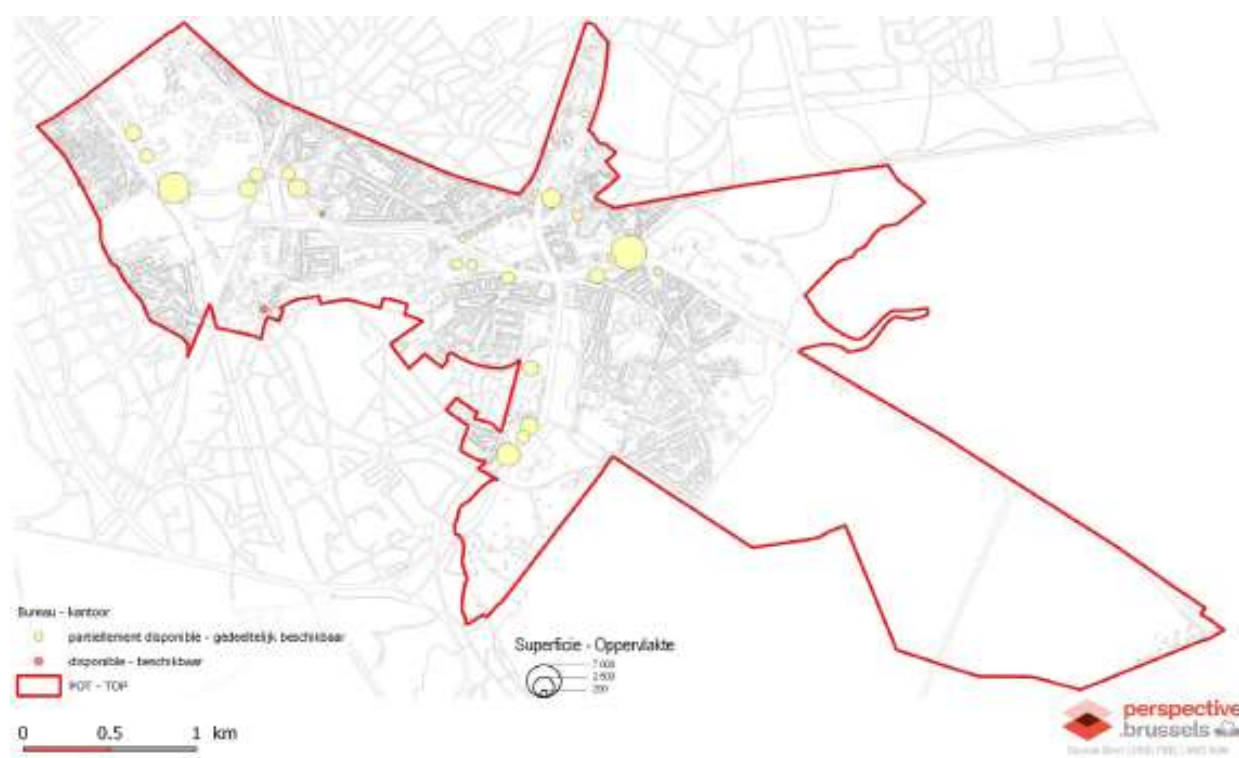 Bureau - kantoor
partiellement disponible - gedeeltelijk beschikbaar
disponible - beschikbaar
POT - TOP
Superficie - Oppervlakte
7 000
2 500
200
0 0.5 1 km
perspective
.brussels